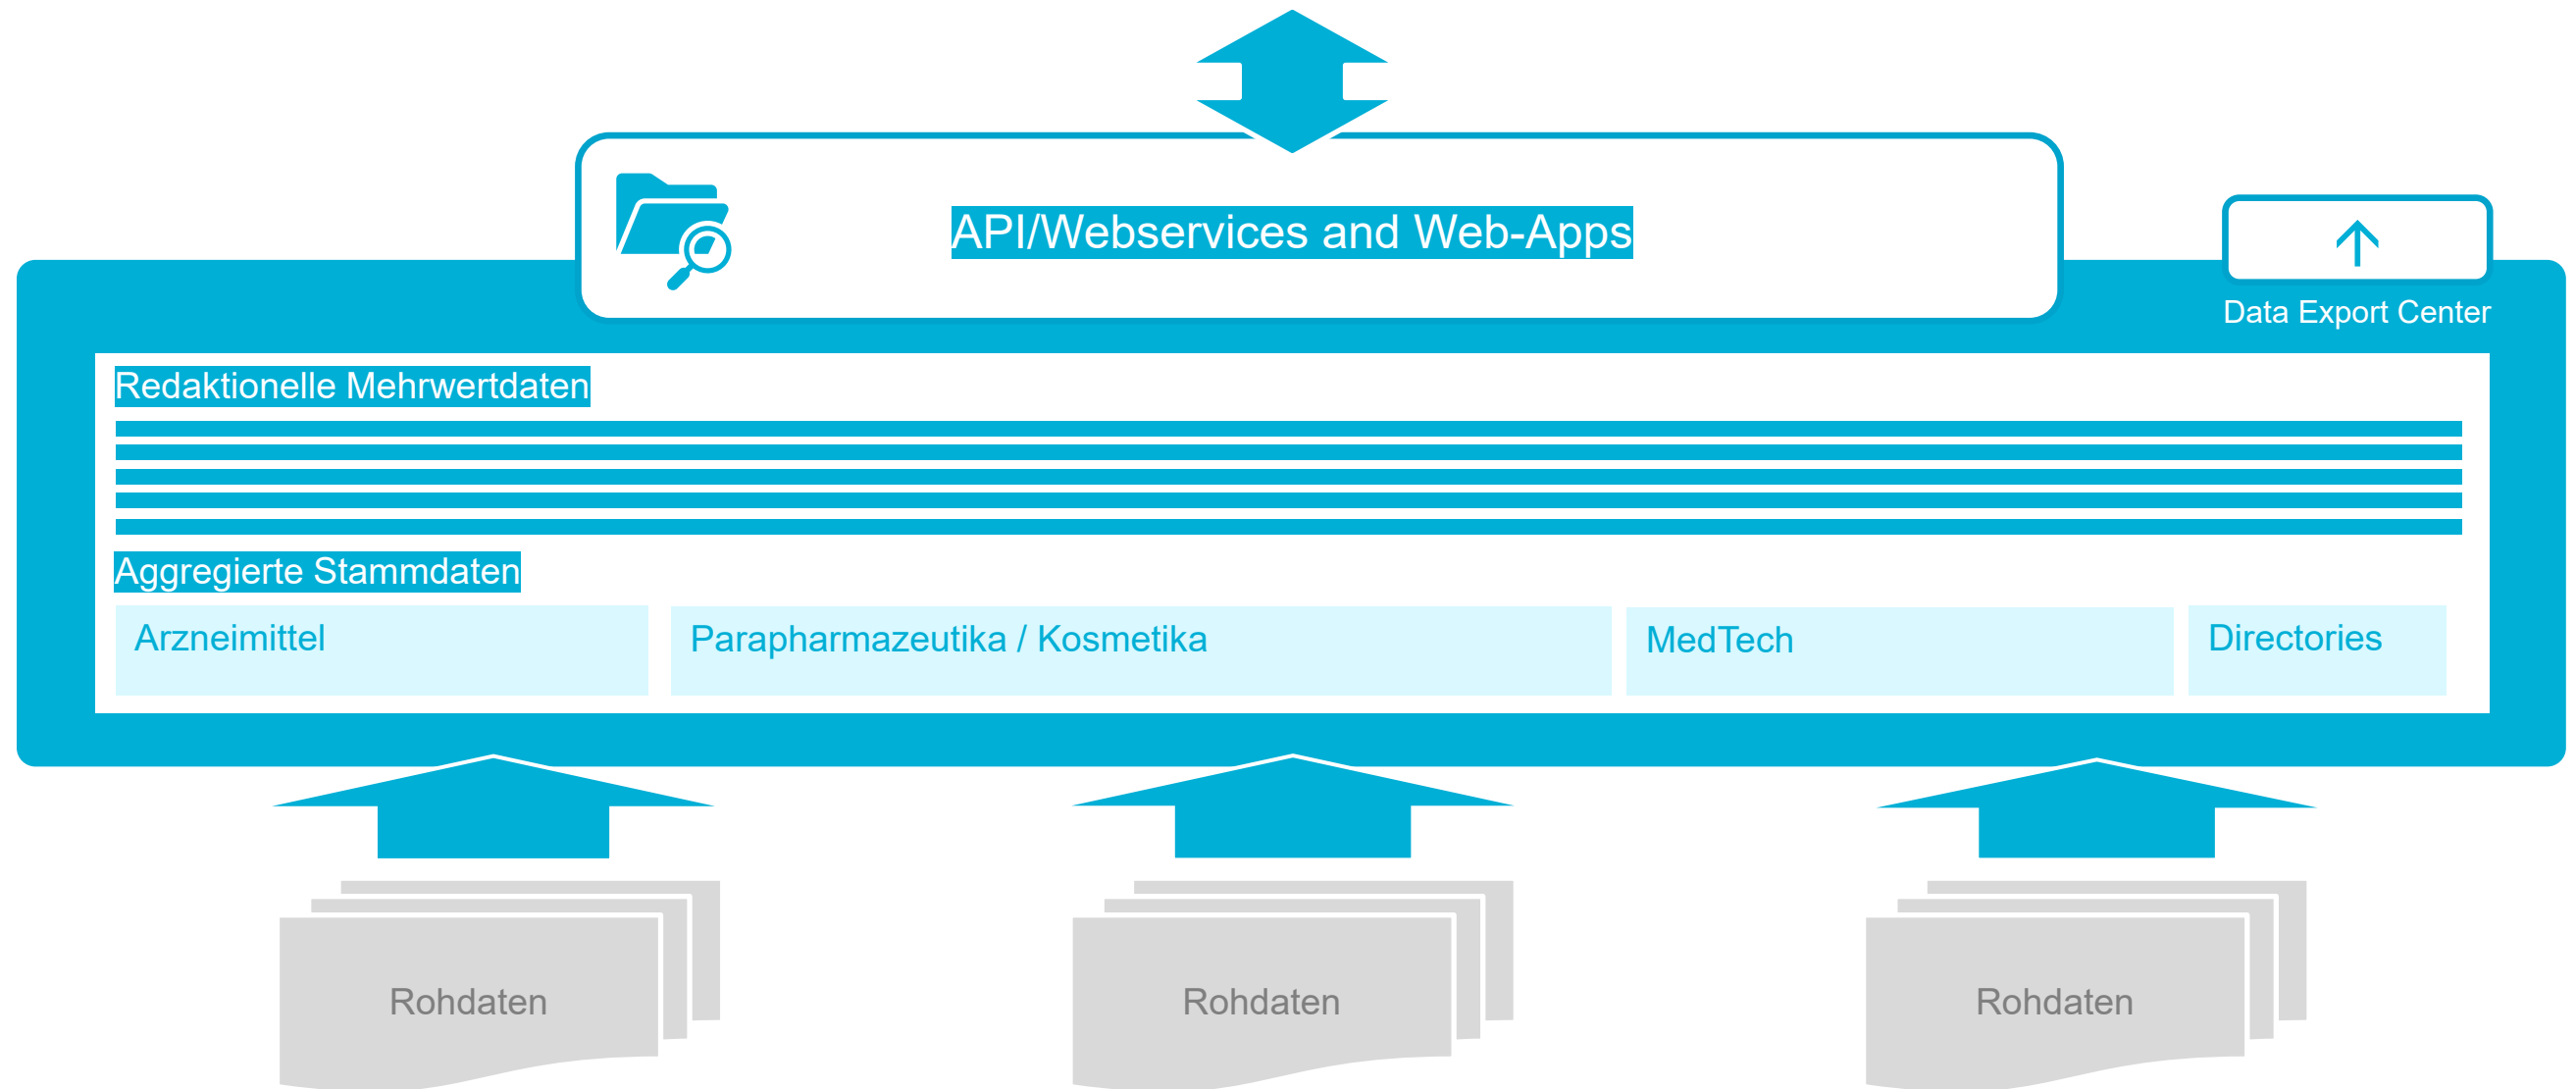 API/Webservices and Web-Apps
Data Export Center
Redaktionelle Mehrwertdaten
Aggregierte Stammdaten
Arzneimittel
Parapharmazeutika / Kosmetika
MedTech
Directories
Rohdaten
Rohdaten
Rohdaten